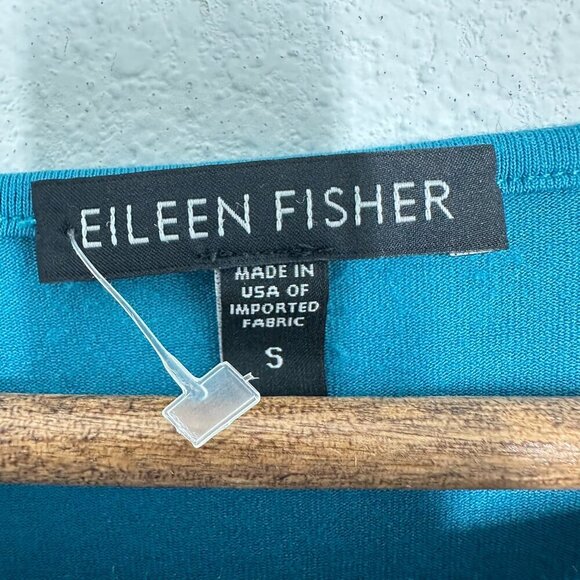 EILEEN FISHER
MADE IN
USA OF
IMPORTED
FABRIC
S